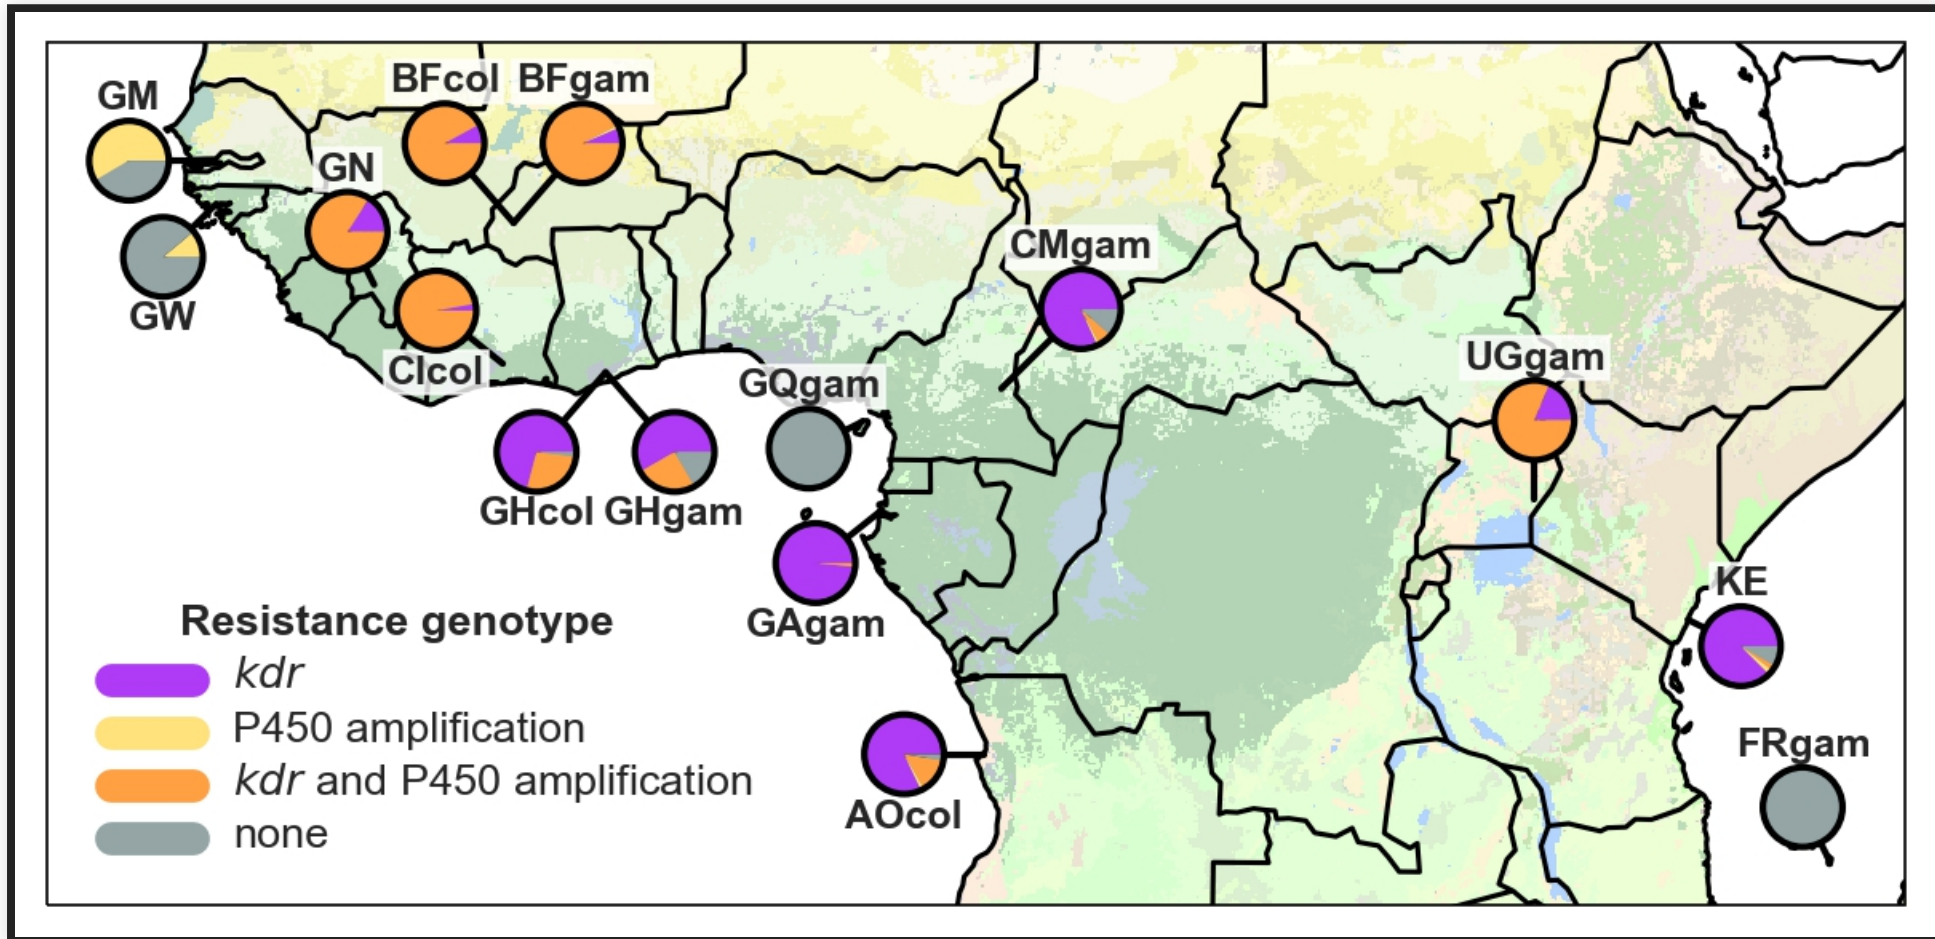 BFcol BFgam
GM
GN
CMgam
GW
UGgam
CIcol
GQgam
GHcol GHgam
KE
GAgam
Resistance genotype
kdr
P450 amplification
kdr and P450 amplification
none
FRgam
AOcol